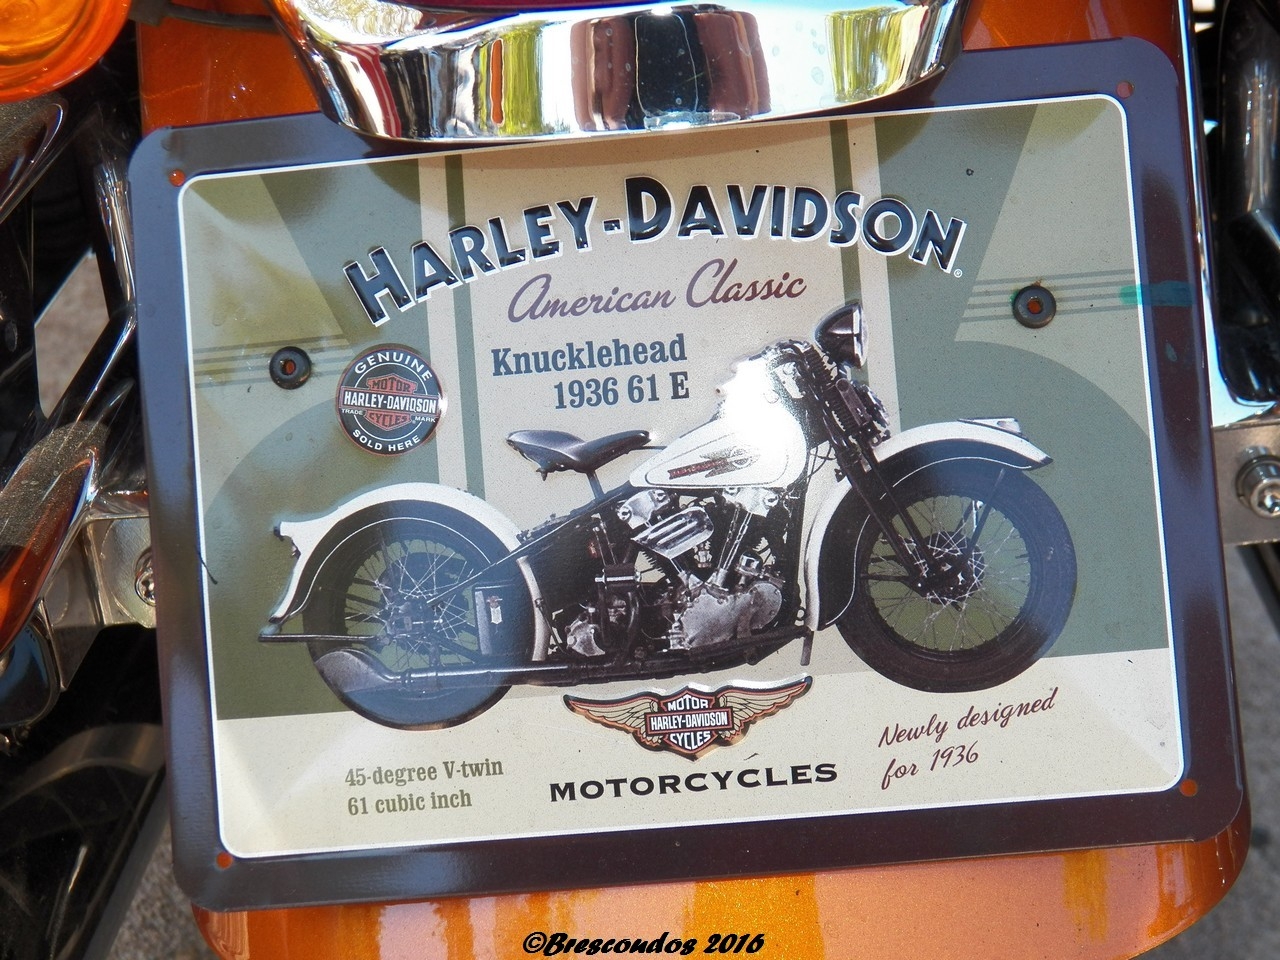 HARLEY-DAVIDSON®
American Classic
Knucklehead
1936 61 E
GENUINE
MOTOR
HARLEY-DAVIDSON
CYCLES
TRADE MARK
SOLD HERE
MOTOR
HARLEY-DAVIDSON
CYCLES
MOTORCYCLES
45-degree V-twin
61 cubic inch
Newly designed
for 1936
©Brescoudos 2016